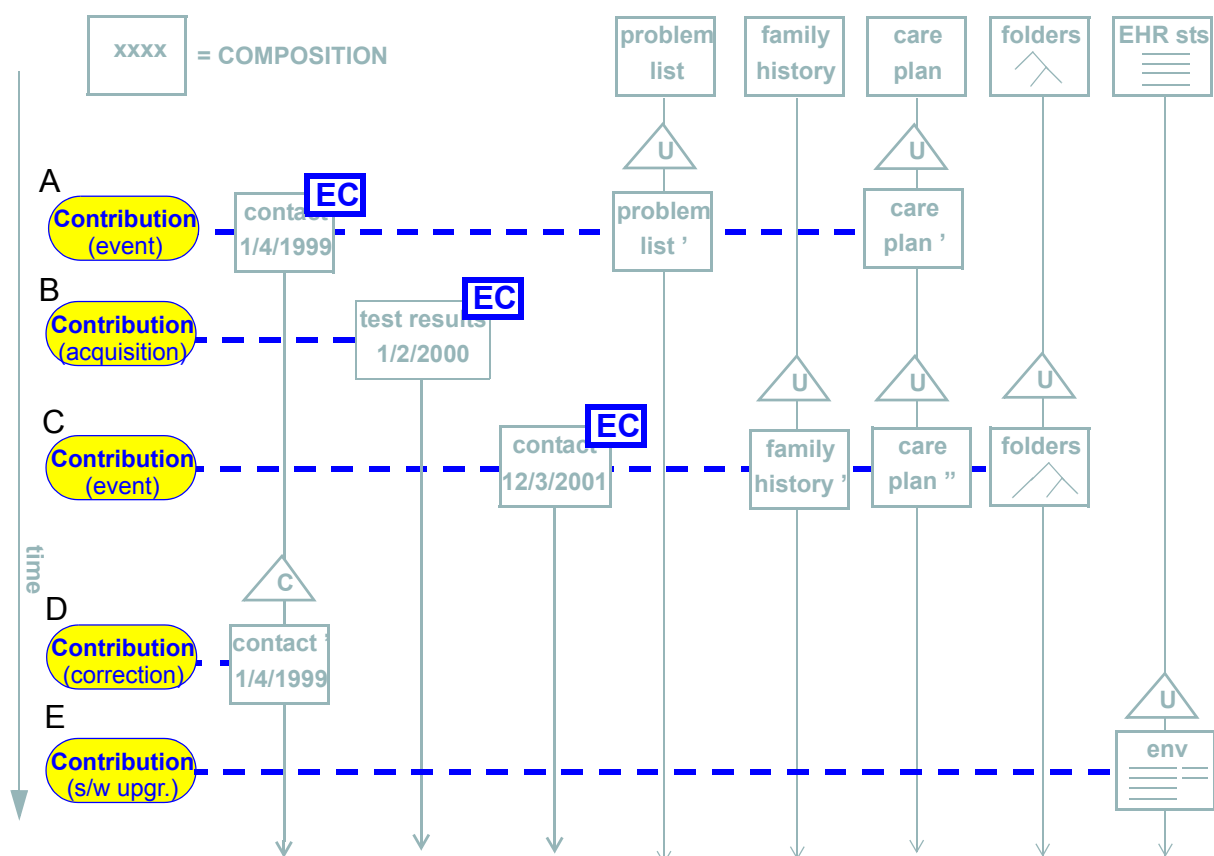 xxxx
= COMPOSITION
problem
list
family
history
care
plan
folders
EHR sts
U
U
A
Contribution
(event)
contact
1/4/1999
EC
problem
list ’
care
plan ’
B
Contribution
(acquisition)
test results
1/2/2000
EC
U
U
U
C
Contribution
(event)
contact
12/3/2001
EC
family
history ’
care
plan ”
folders
time
C
D
Contribution
(correction)
contact ’
1/4/1999
U
E
Contribution
(s/w upgr.)
env